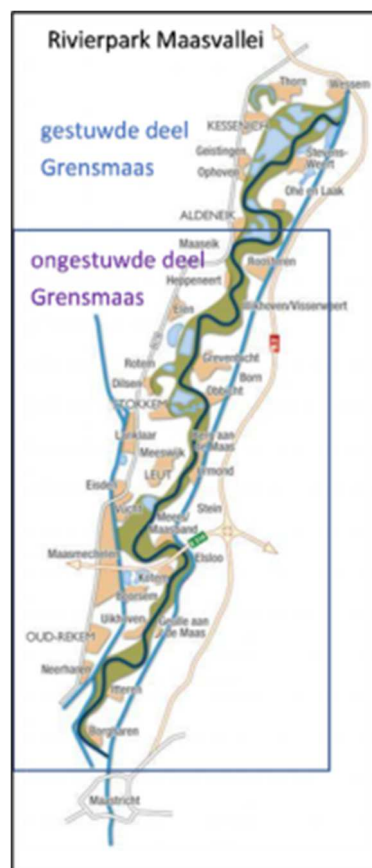 Rivierpark Maasvallei
Thorn
Wessem
gestuwde deel
Grensmaas
KESSENICH
Geistingen
Ophoven
Stevens-
Weert
Ohé en Laak
ALDENEIK
Maaseik
ongestuwde deel
Grensmaas
Roosteren
Heppeneert
Elen
Illikhoven/Visserweert
Rotem
Grevenbicht
Dilsen
Born
Obbicht
STOKKEM
Lanklaar
Berg aan
de Maas
Meeswijk
LEUT
Urmond
Eisden
Vucht
Stein
Meers/
Maasband
Maasmechelen
Elsloo
Kotem
Boorsem
Uikhoven
Geulle aan
de Maas
OUD-REKEM
Neerharen
Itteren
Borgharen
Maastricht